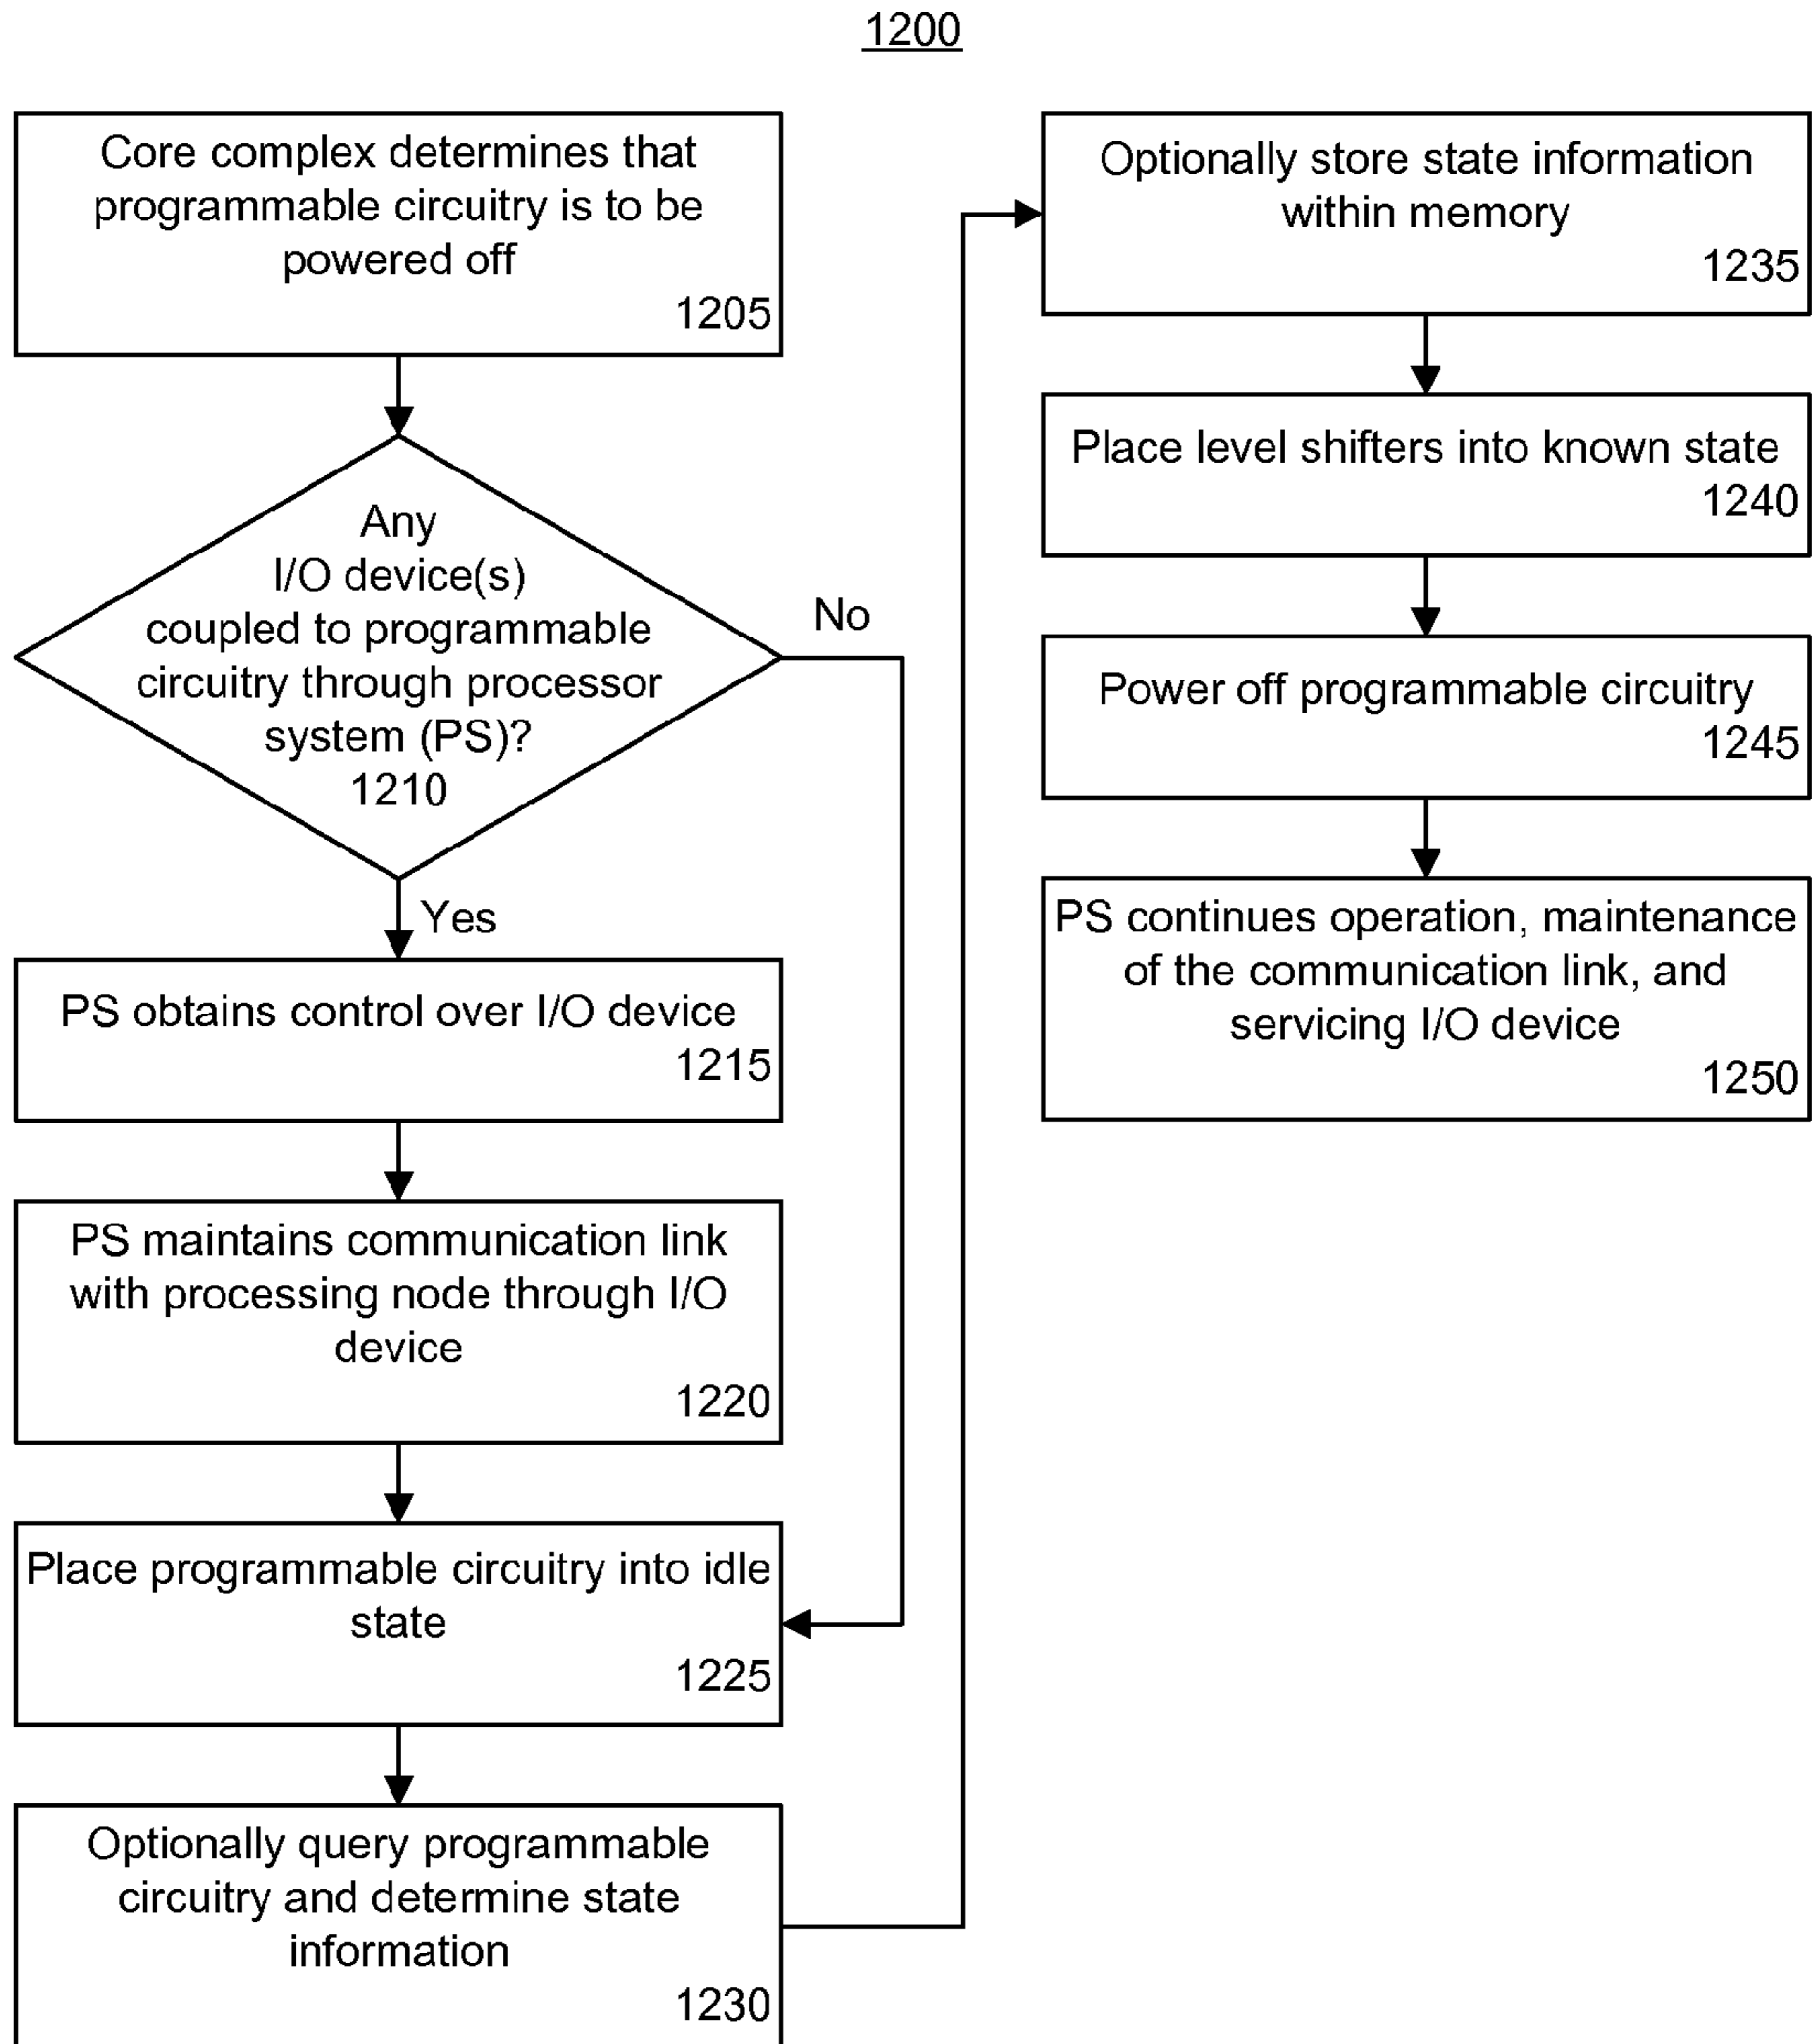 1200
Core complex determines that
programmable circuitry is to be
powered off
1205
Any
I/O device(s)
coupled to programmable
circuitry through processor
system (PS)?
1210
No
Yes
PS obtains control over I/O device
1215
PS maintains communication link
with processing node through I/O
device
1220
Place programmable circuitry into idle
state
1225
Optionally query programmable
circuitry and determine state
information
1230
Optionally store state information
within memory
1235
Place level shifters into known state
1240
Power off programmable circuitry
1245
PS continues operation, maintenance
of the communication link, and
servicing I/O device
1250